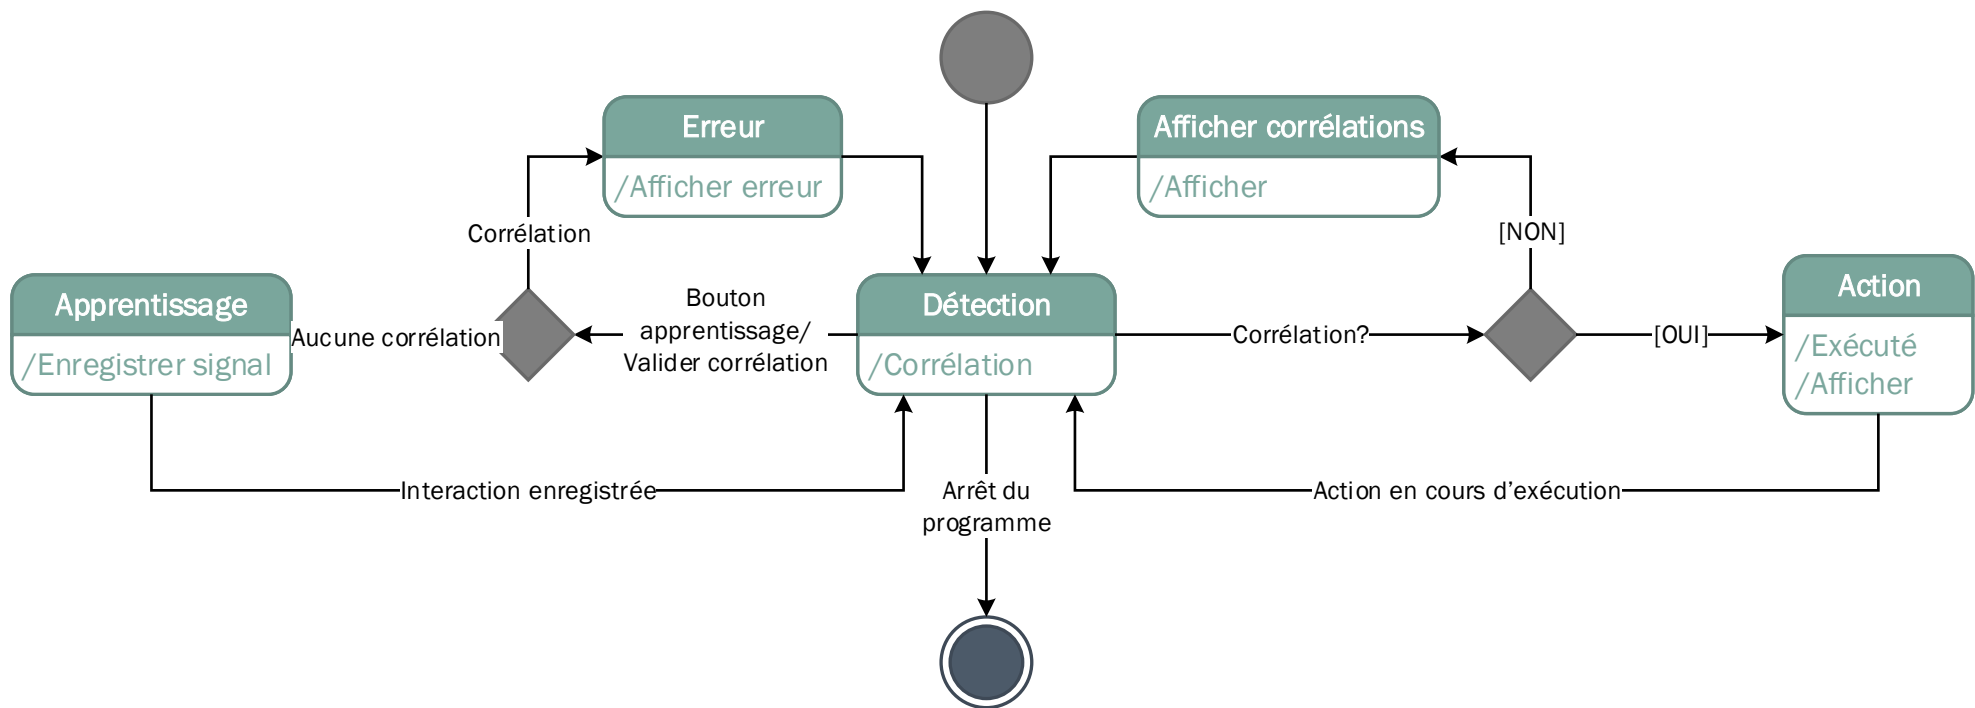 Erreur
/Afficher erreur
Afficher corrélations
/Afficher
Corrélation
[NON]
Apprentissage
/Enregistrer signal
Aucune corrélation
Bouton
apprentissage/
Valider corrélation
Détection
/Corrélation
Corrélation?
[OUI]
Action
/Exécuté
/Afficher
Interaction enregistrée
Arrêt du
programme
Action en cours d’exécution